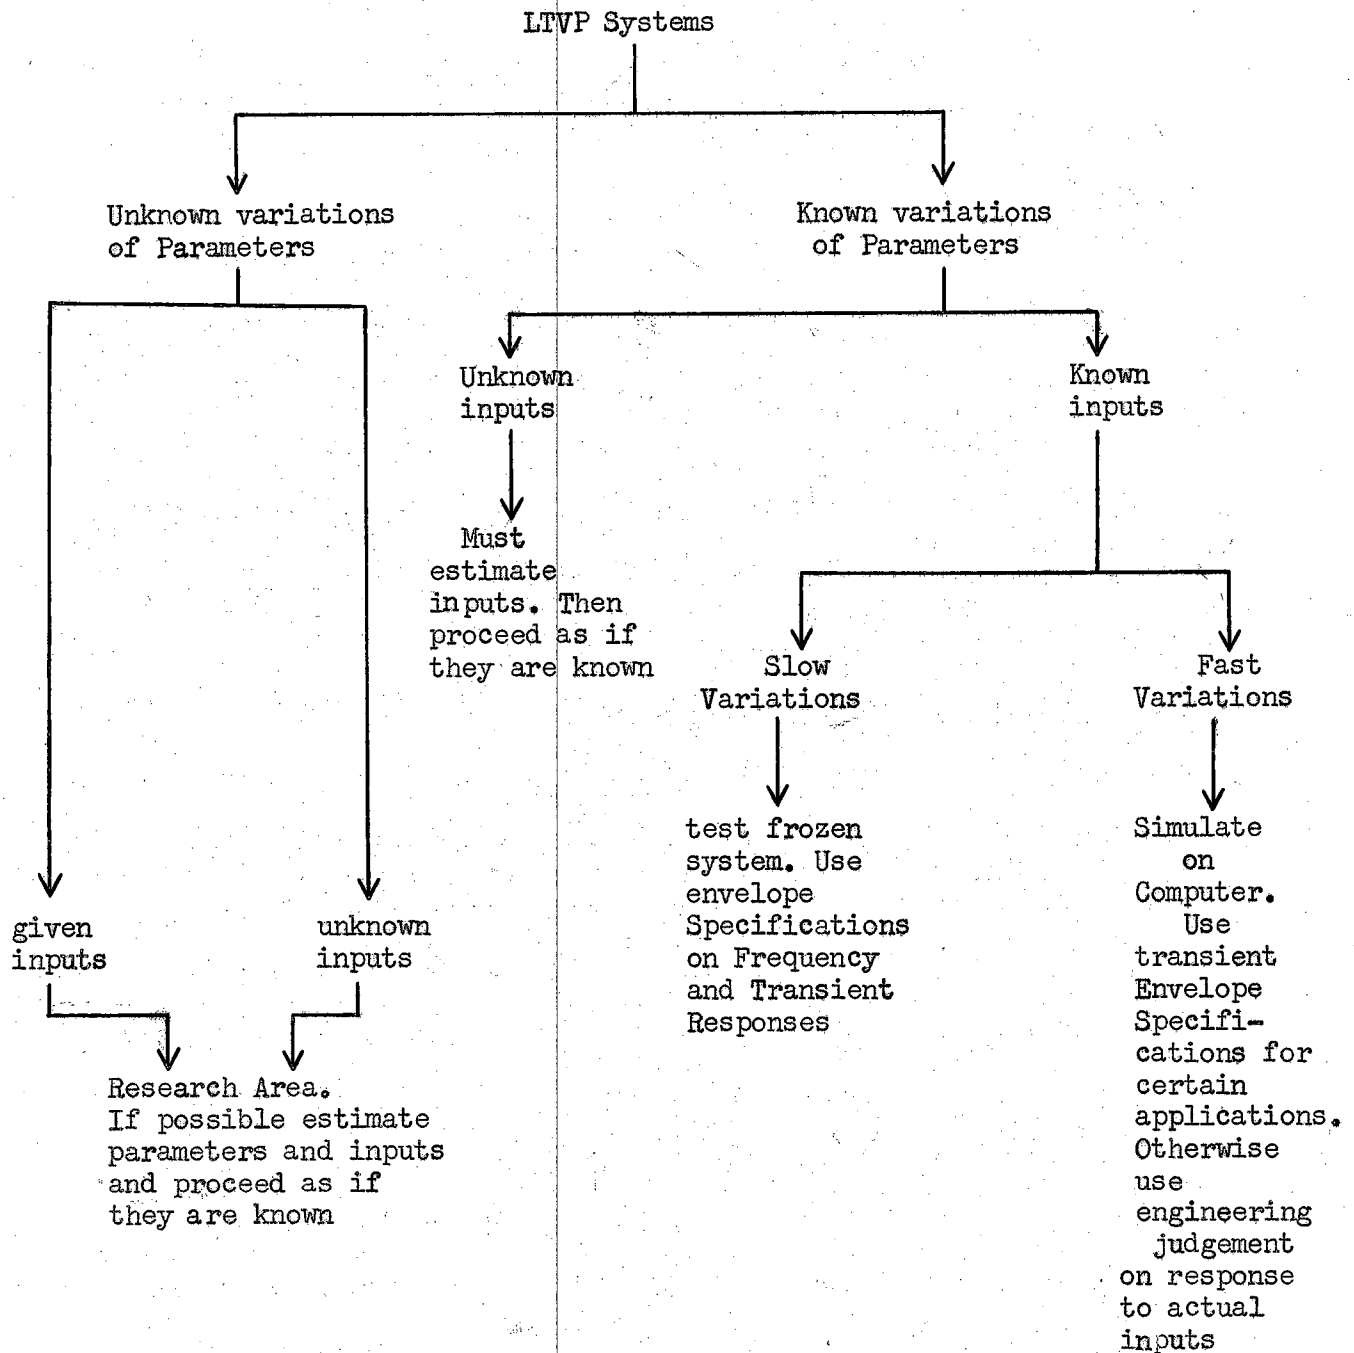 LTVP Systems
Unknown variations
of Parameters
Known variations
of Parameters
Unknown
inputs
Known
inputs
Must
estimate
inputs. Then
proceed as if
they are known
Slow
Variations
Fast
Variations
test frozen
system. Use
envelope
Specifications
on Frequency
and Transient
Responses
Simulate
on
Computer.
Use
transient
Envelope
Specifi-
cations for
certain
applications.
Otherwise
use
engineering
judgement
on response
to actual
inputs
given
inputs
unknown
inputs
Research Area.
If possible estimate
parameters and inputs
and proceed as if
they are known